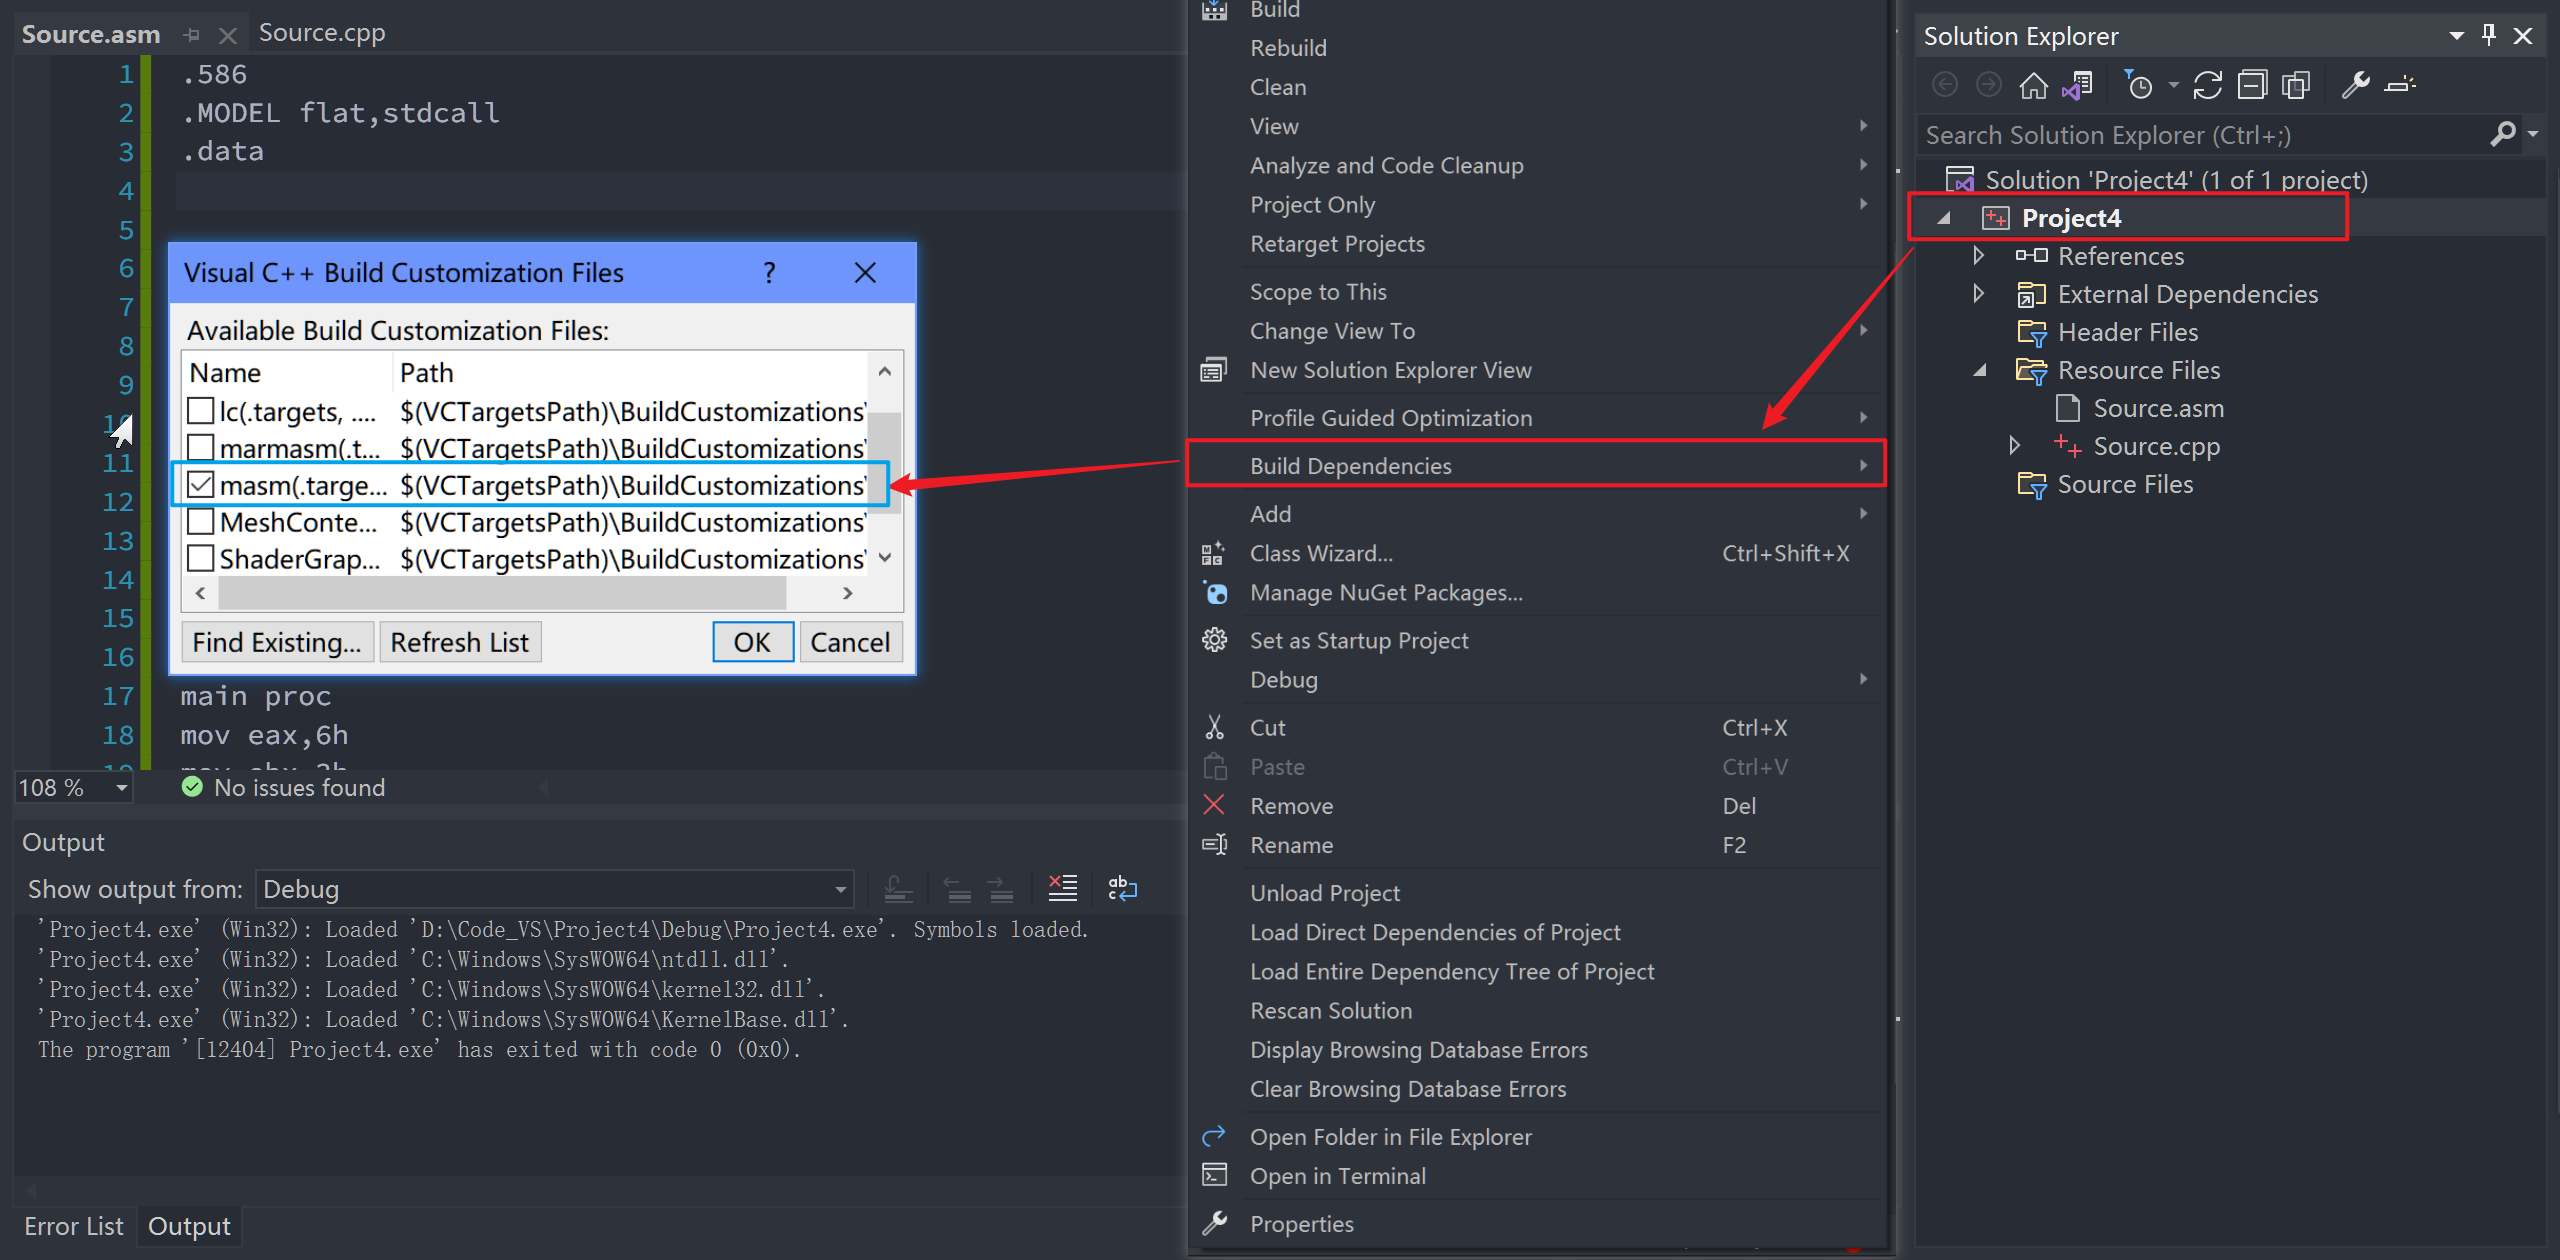 Source.asm
Source.cpp
1 .586
2 .MODEL flat,stdcall
3 .data
4
5
6
7
8
9
11
12
13
14
15
16
17 main proc
18 mov eax,6h
Visual C++ Build Customization Files ?
Available Build Customization Files:
Name Path
lc(.targets, .... $(VCTargetsPath)\BuildCustomizations\
marmasm(.t... $(VCTargetsPath)\BuildCustomizations\
masm(.targe... $(VCTargetsPath)\BuildCustomizations\
MeshConte... $(VCTargetsPath)\BuildCustomizations\
ShaderGrap... $(VCTargetsPath)\BuildCustomizations\
Find Existing...
Refresh List
OK
Cancel
108 %
No issues found
Output
Show output from: Debug
'Project4.exe' (Win32): Loaded 'D:\Code_VS\Project4\Debug\Project4.exe'. Symbols loaded.
'Project4.exe' (Win32): Loaded 'C:\Windows\SysWOW64\ntdll.dll'.
'Project4.exe' (Win32): Loaded 'C:\Windows\SysWOW64\kernel32.dll'.
'Project4.exe' (Win32): Loaded 'C:\Windows\SysWOW64\KernelBase.dll'.
The program '[12404] Project4.exe' has exited with code 0 (0x0).
Error List
Output
Build
Rebuild
Clean
View
Analyze and Code Cleanup
Project Only
Retarget Projects
Scope to This
Change View To
New Solution Explorer View
Profile Guided Optimization
Build Dependencies
Add
Class Wizard... Ctrl+Shift+X
Manage NuGet Packages...
Set as Startup Project
Debug
Cut Ctrl+X
Paste Ctrl+V
Remove Del
Rename F2
Unload Project
Load Direct Dependencies of Project
Load Entire Dependency Tree of Project
Rescan Solution
Display Browsing Database Errors
Clear Browsing Database Errors
Open Folder in File Explorer
Open in Terminal
Properties
Solution Explorer
Search Solution Explorer (Ctrl+;)
Solution 'Project4' (1 of 1 project)
Project4
References
External Dependencies
Header Files
Resource Files
Source.asm
Source.cpp
Source Files